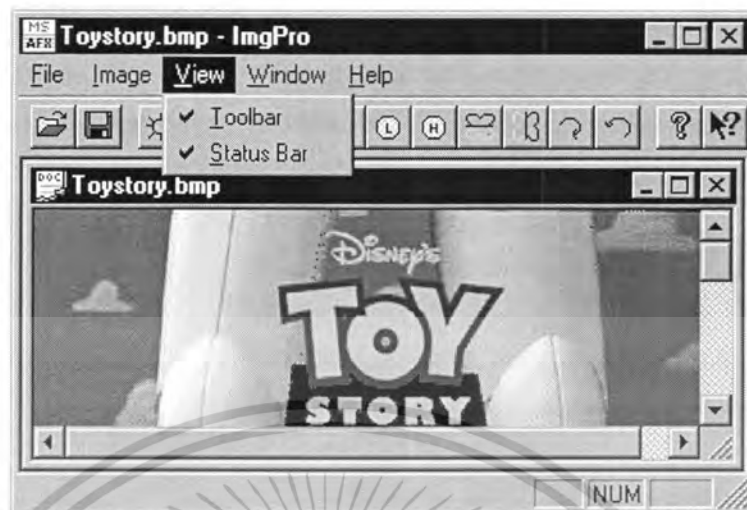 MS
AFX
Toystory.bmp - ImgPro
File Image View Window Help
Toolbar
Status Bar
L H
DOC
Toystory.bmp
DISNEY'S
TOY
STORY
NUM